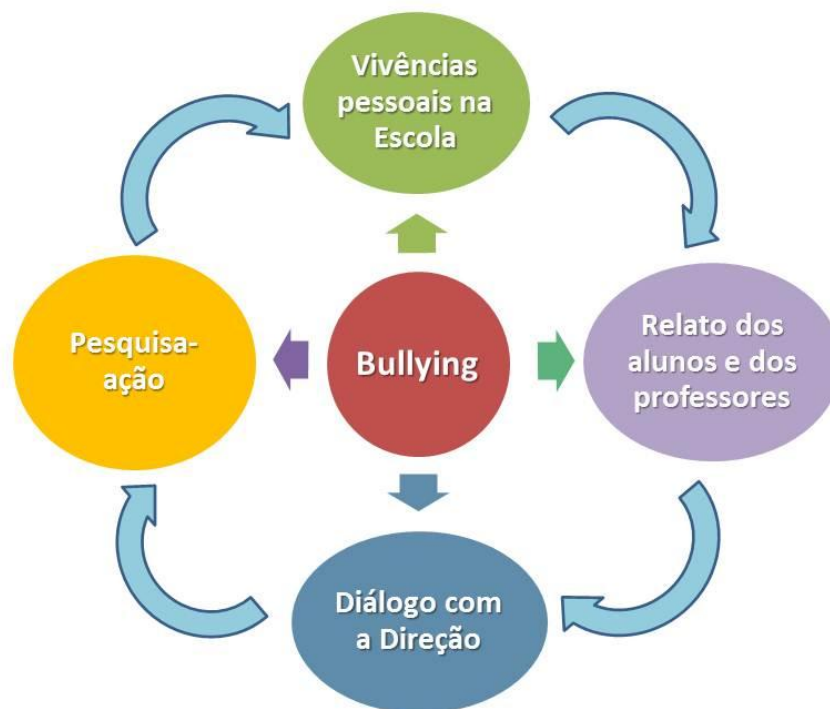 Vivências
pessoais na
Escola
Pesquisa-
ação
Bullying
Relato dos
alunos e dos
professores
Diálogo com
a Direção